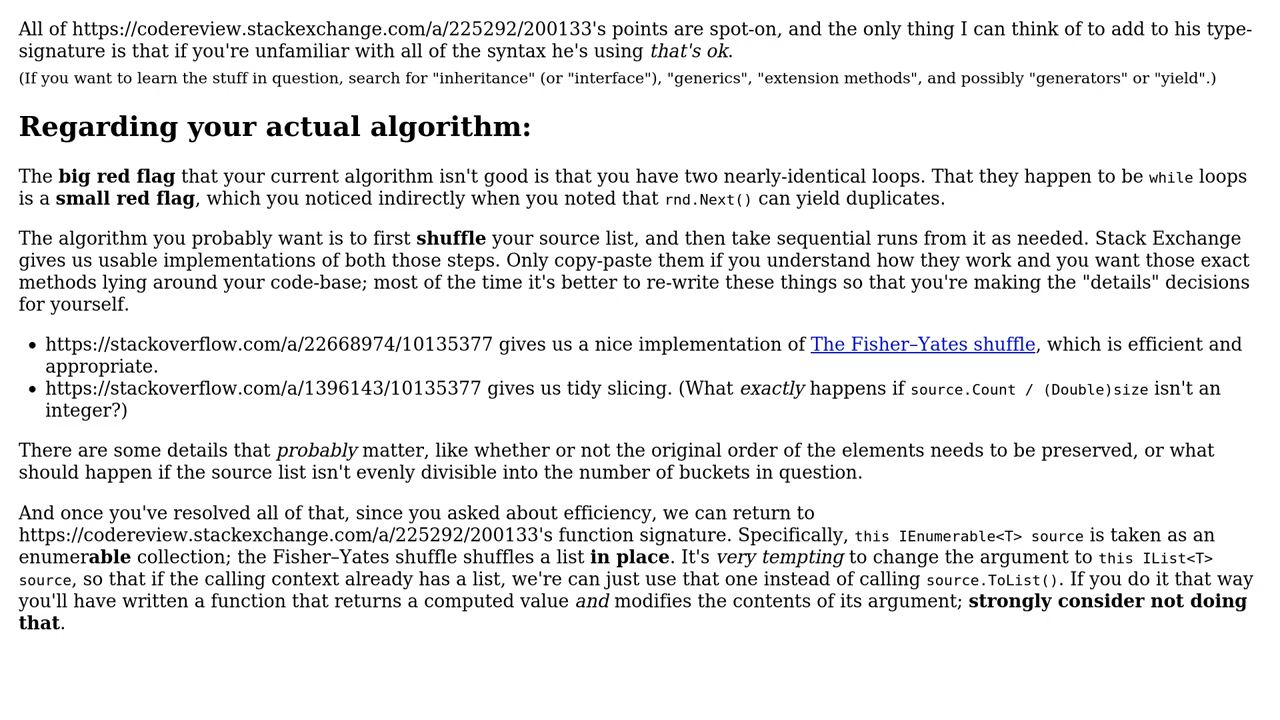 All of https://codereview.stackexchange.com/a/225292/200133's points are spot-on, and the only thing I can think of to add to his type-
signature is that if you're unfamiliar with all of the syntax he's using that's ok.
(If you want to learn the stuff in question, search for "inheritance" (or "interface"), "generics", "extension methods", and possibly "generators" or "yield".)
Regarding your actual algorithm:
The big red flag that your current algorithm isn't good is that you have two nearly-identical loops. That they happen to be while loops
is a small red flag, which you noticed indirectly when you noted that rnd.Next() can yield duplicates.
The algorithm you probably want is to first shuffle your source list, and then take sequential runs from it as needed. Stack Exchange
gives us usable implementations of both those steps. Only copy-paste them if you understand how they work and you want those exact
methods lying around your code-base; most of the time it's better to re-write these things so that you're making the "details" decisions
for yourself.
• https://stackoverflow.com/a/22668974/10135377 gives us a nice implementation of The Fisher–Yates shuffle, which is efficient and
appropriate.
• https://stackoverflow.com/a/1396143/10135377 gives us tidy slicing. (What exactly happens if source.Count / (Double)size isn't an
integer?)
There are some details that probably matter, like whether or not the original order of the elements needs to be preserved, or what
should happen if the source list isn't evenly divisible into the number of buckets in question.
And once you've resolved all of that, since you asked about efficiency, we can return to
https://codereview.stackexchange.com/a/225292/200133's function signature. Specifically, this IEnumerable<T> source is taken as an
enumerable collection; the Fisher–Yates shuffle shuffles a list in place. It's very tempting to change the argument to this IList<T>
source, so that if the calling context already has a list, we're can just use that one instead of calling source.ToList(). If you do it that way
you'll have written a function that returns a computed value and modifies the contents of its argument; strongly consider not doing
that.